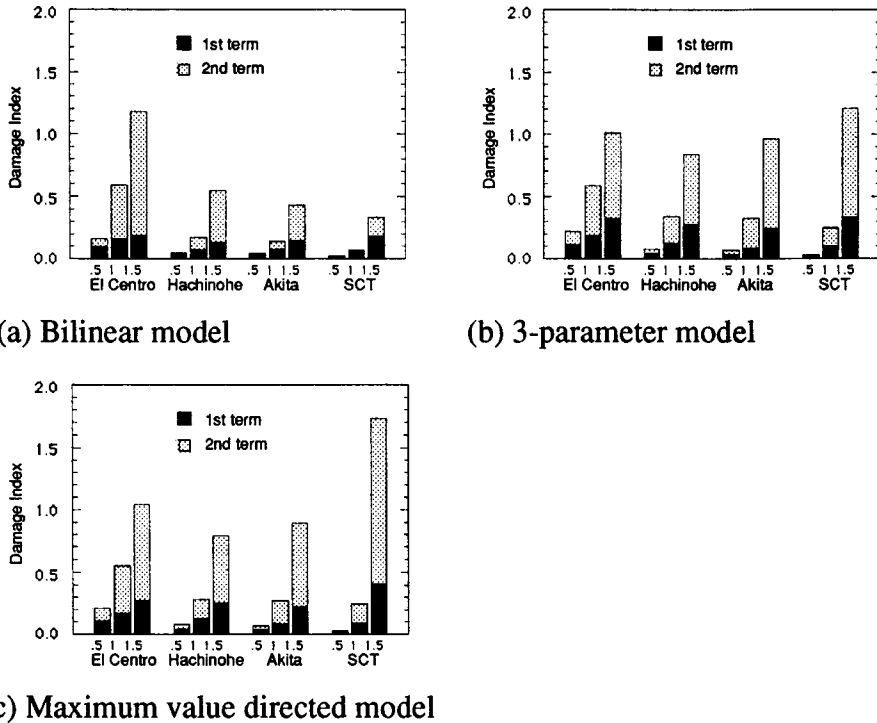 2.0
1.5
1.0
0.5
0.0
Damage Index
1st term
2nd term
.5 1 1.5 .5 1 1.5 .5 1 1.5 .5 1 1.5
El Centro Hachinohe Akita SCT
(a) Bilinear model
2.0
1.5
1.0
0.5
0.0
Damage Index
1st term
2nd term
.5 1 1.5 .5 1 1.5 .5 1 1.5 .5 1 1.5
El Centro Hachinohe Akita SCT
(b) 3-parameter model
2.0
1.5
1.0
0.5
0.0
Damage Index
1st term
2nd term
.5 1 1.5 .5 1 1.5 .5 1 1.5 .5 1 1.5
El Centro Hachinohe Akita SCT
c) Maximum value directed model